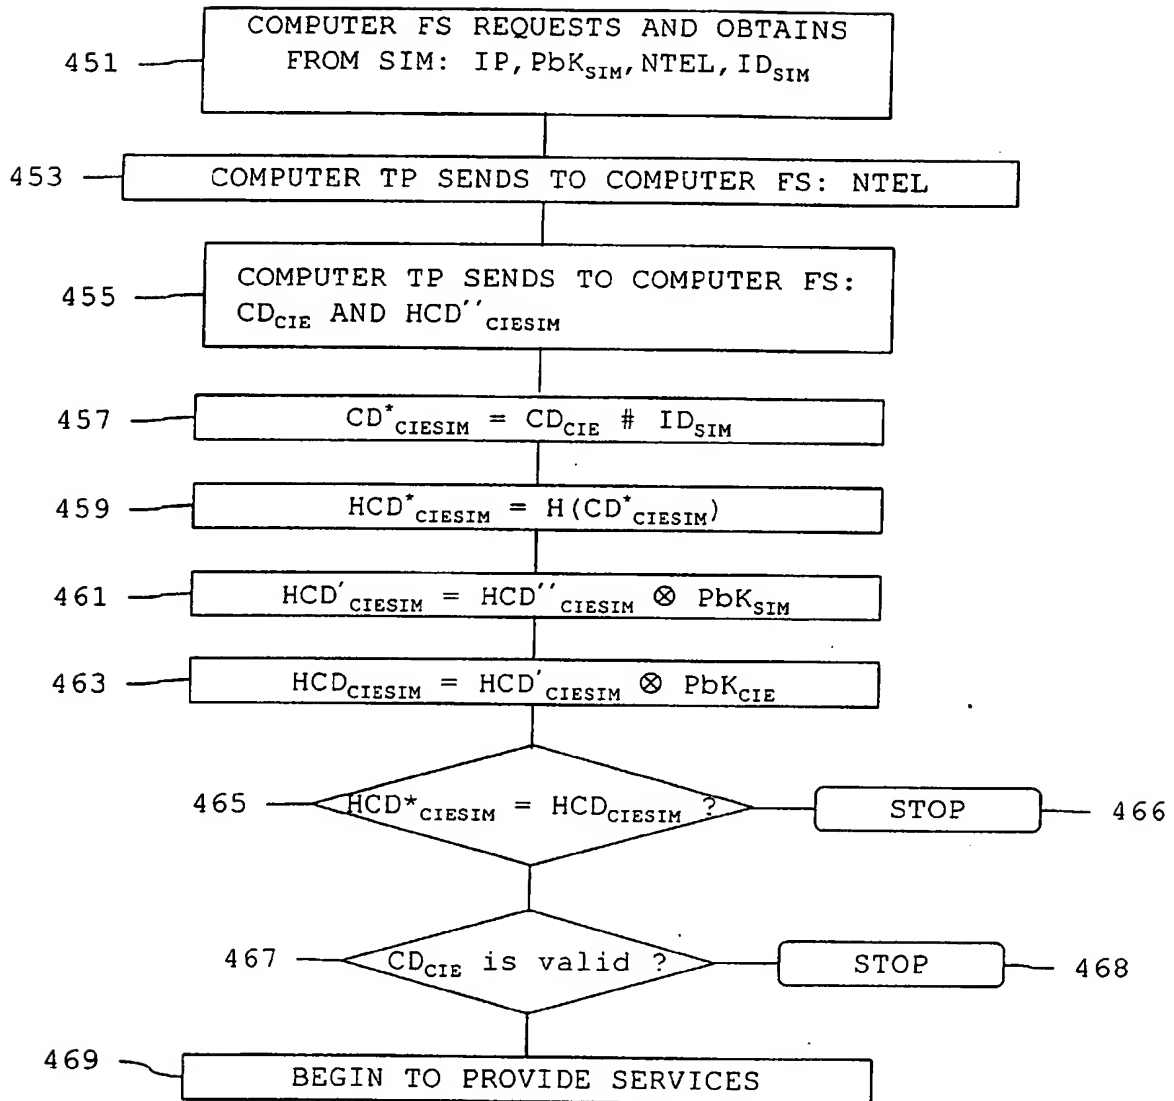 COMPUTER FS REQUESTS AND OBTAINS
451 FROM SIM: IP, PbK_SIM, NTEL, ID_SIM
453 COMPUTER TP SENDS TO COMPUTER FS: NTEL
COMPUTER TP SENDS TO COMPUTER FS:
455 CD_CIE AND HCD''_CIESIM
457 CD*_CIESIM = CD_CIE # ID_SIM
459 HCD*_CIESIM = H(CD*_CIESIM)
461 HCD'_CIESIM = HCD''_CIESIM ⊗ PbK_SIM
463 HCD_CIESIM = HCD'_CIESIM ⊗ PbK_CIE
465 HCD*_CIESIM = HCD_CIESIM ? STOP 466
467 CD_CIE is valid ? STOP 468
469 BEGIN TO PROVIDE SERVICES